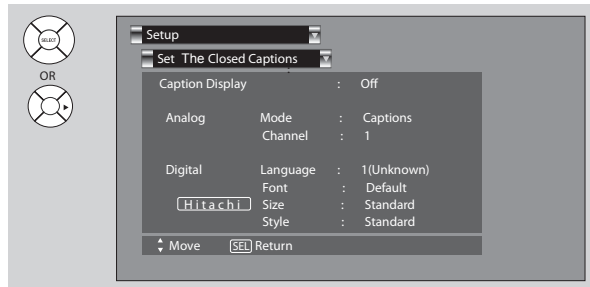 SELECT
OR
Setup
Set The Closed Captions
Caption Display : Off
Analog Mode : Captions
Channel : 1
Digital Language : 1(Unknown)
Font : Default
Hitachi Size : Standard
Style : Standard
Move SEL Return